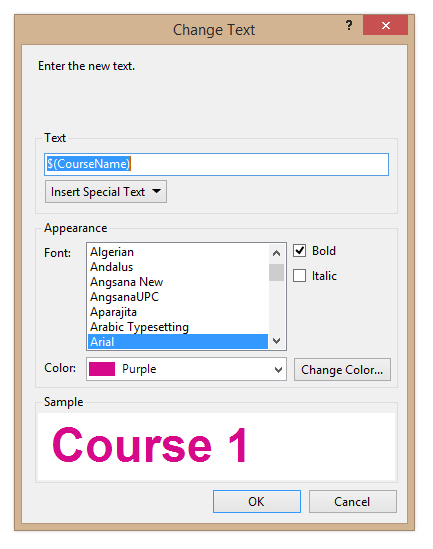 Change Text
?
Enter the new text.
Text
$(CourseName)
Insert Special Text
Appearance
Font:
Algerian
Andalus
Angsana New
AngsanaUPC
Aparajita
Arabic Typesetting
Arial
Bold
Italic
Color:
Purple
Change Color...
Sample
Course 1
OK
Cancel